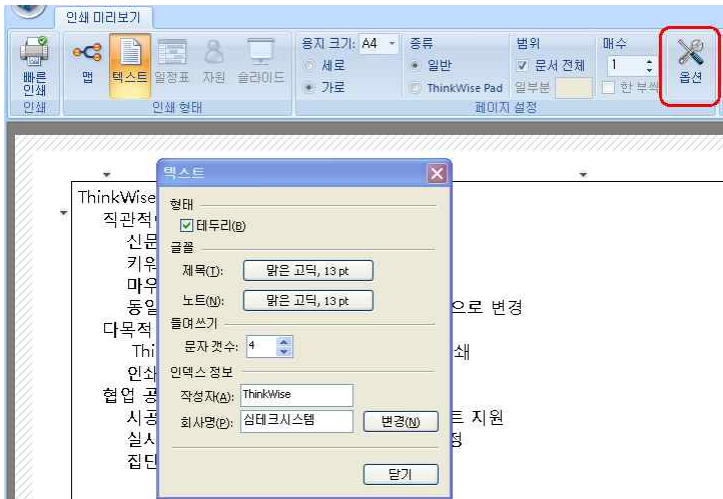 인쇄 미리보기
빠른 인쇄
맵
텍스트
일정표
자원
슬라이드
용지 크기: A4
세로
가로
종류
일반
ThinkWise Pad
범위
문서 전체
일부분
매수
1
한 부씩
옵션
인쇄
인쇄 형태
페이지 설정
텍스트
형태
테두리(B)
글꼴
제목(T): 맑은 고딕, 13 pt
노트(N): 맑은 고딕, 13 pt
들여쓰기
문자 갯수: 4
인덱스 정보
작성자(A): ThinkWise
회사명(P): 심테크시스템 변경(N)
닫기
ThinkWise
직관적
신문
키워
마우
동일 으로 변경
다목적
Thi 쇄
인쇄
협업 공
시공 트 지원
실시 정
집단